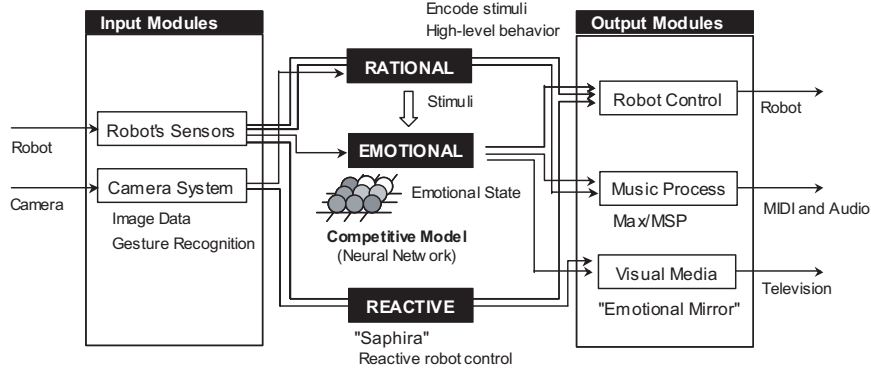 Input Modules
Robot's Sensors
Robot
Camera System
Camera
Image Data
Gesture Recognition
Encode stimuli
High-level behavior
RATIONAL
Stimuli
EMOTIONAL
Emotional State
Competitive Model
(Neural Network)
REACTIVE
"Saphira"
Reactive robot control
Output Modules
Robot Control
Robot
Music Process
Max/MSP
MIDI and Audio
Visual Media
Television
"Emotional Mirror"